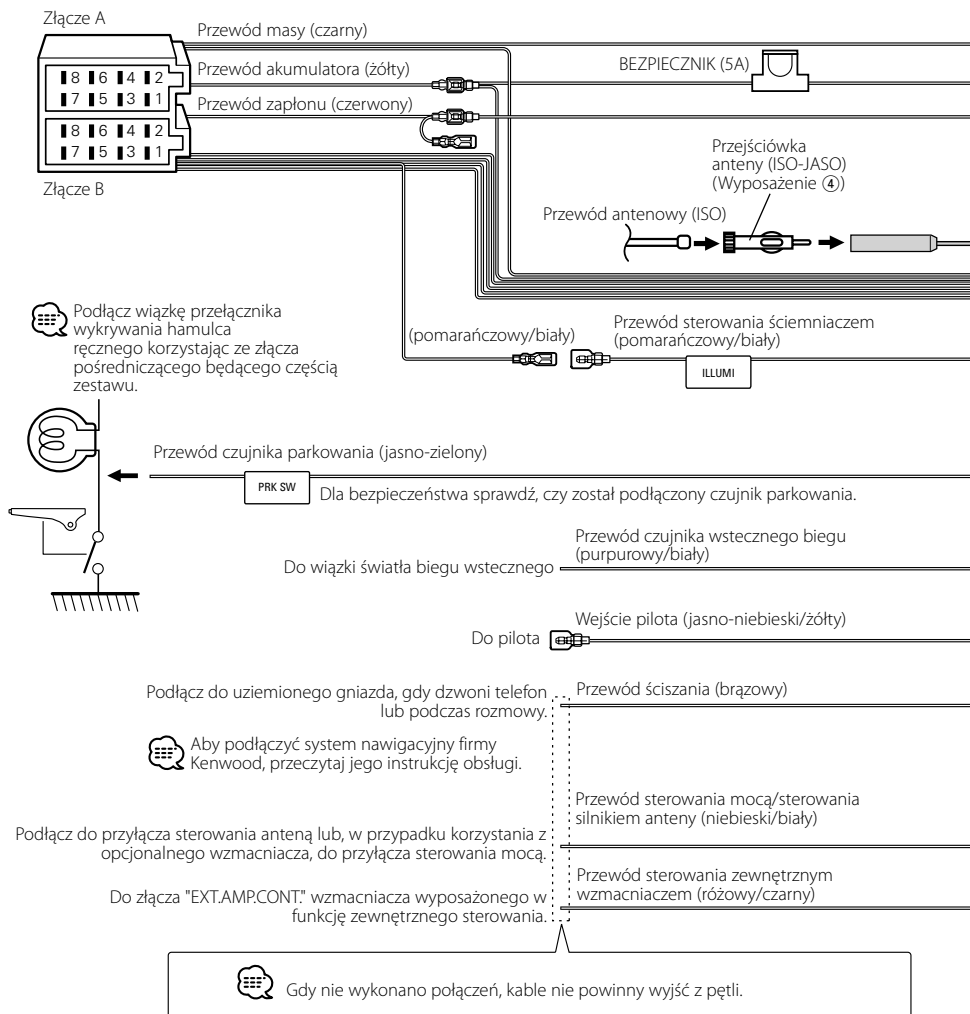 Złącze A
Przewód masy (czarny)
Przewód akumulatora (żółty)
BEZPIECZNIK (5A)
8 6 4 2
7 5 3 1
Przewód zapłonu (czerwony)
8 6 4 2
7 5 3 1
Złącze B
Przejściówka
anteny (ISO-JASO)
(Wyposażenie ④)
Przewód antenowy (ISO)
Podłącz wiązkę przełącznika
wykrywania hamulca
ręcznego korzystając ze złącza
pośredniczącego będącego częścią
zestawu.
(pomarańczowy/biały)
Przewód sterowania ściemniaczem
(pomarańczowy/biały)
ILLUMI
Przewód czujnika parkowania (jasno-zielony)
PRK SW
Dla bezpieczeństwa sprawdź, czy został podłączony czujnik parkowania.
Przewód czujnika wstecznego biegu
(purpurowy/biały)
Do wiązki światła biegu wstecznego
Wejście pilota (jasno-niebieski/żółty)
Do pilota
Podłącz do uziemionego gniazda, gdy dzwoni telefon
lub podczas rozmowy.
Przewód ściszania (brązowy)
Aby podłączyć system nawigacyjny firmy
Kenwood, przeczytaj jego instrukcję obsługi.
Przewód sterowania mocą/sterowania
silnikiem anteny (niebieski/biały)
Podłącz do przyłącza sterowania anteną lub, w przypadku korzystania z
opcjonalnego wzmacniacza, do przyłącza sterowania mocą.
Przewód sterowania zewnętrznym
wzmacniaczem (różowy/czarny)
Do złącza "EXT.AMP.CONT." wzmacniacza wyposażonego w
funkcję zewnętrznego sterowania.
Gdy nie wykonano połączeń, kable nie powinny wyjść z pętli.